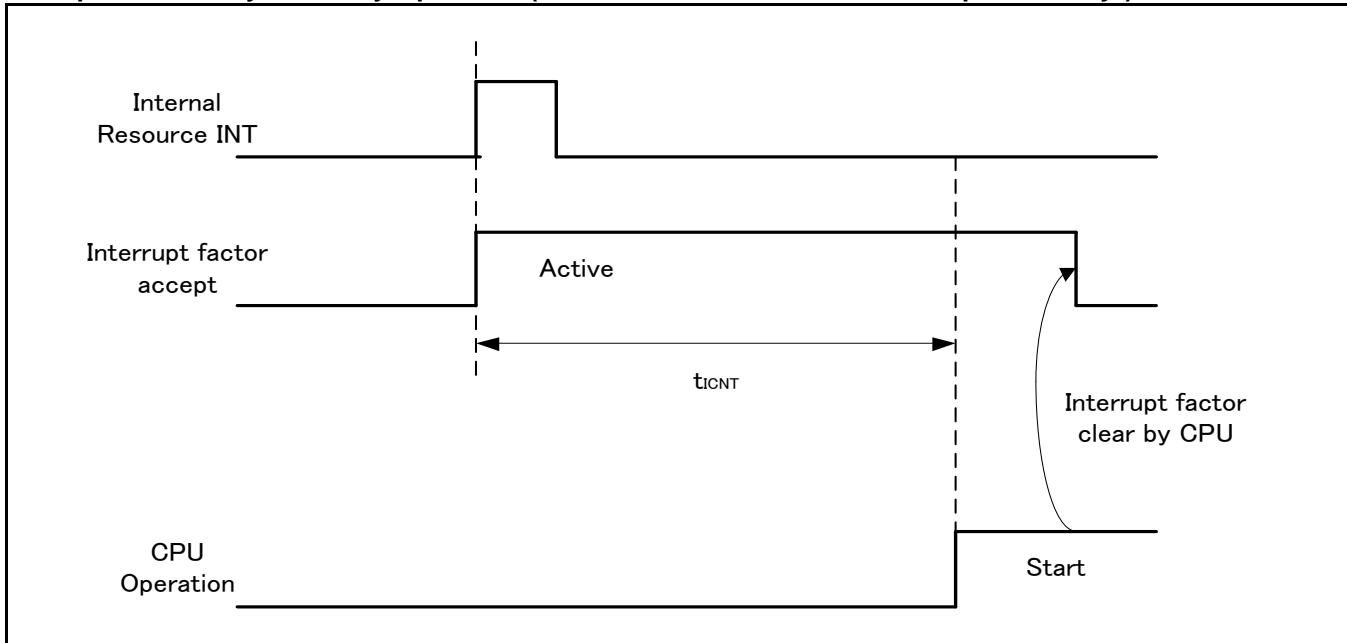 Internal
Resource INT
Interrupt factor
accept
Active
tICNT
Interrupt factor
clear by CPU
CPU
Operation
Start